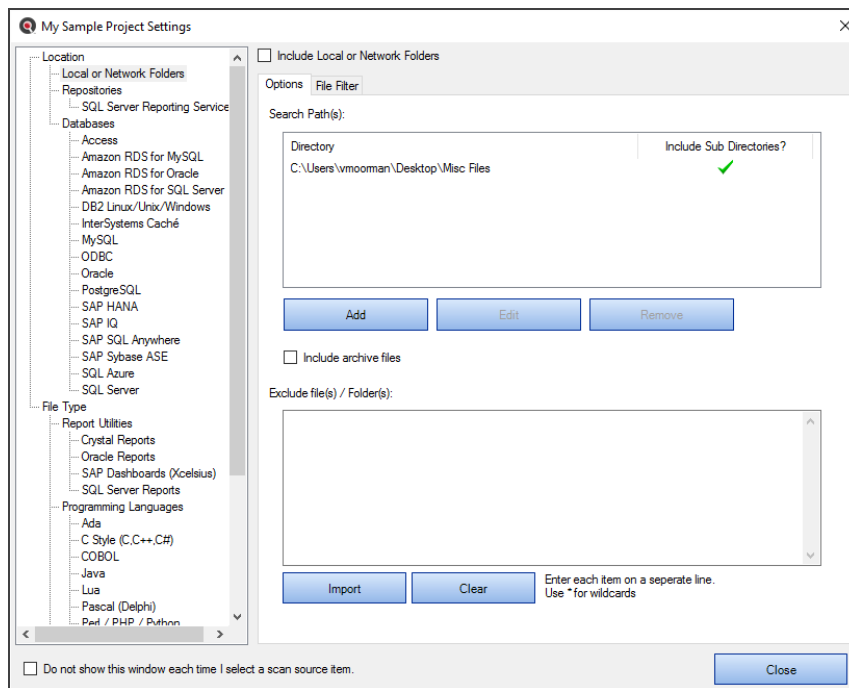 My Sample Project Settings
Location
Local or Network Folders
Repositories
SQL Server Reporting Service
Databases
Access
Amazon RDS for MySQL
Amazon RDS for Oracle
Amazon RDS for SQL Server
DB2 Linux/Unix/Windows
InterSystems Caché
MySQL
ODBC
Oracle
PostgreSQL
SAP HANA
SAP IQ
SAP SQL Anywhere
SAP Sybase ASE
SQL Azure
SQL Server
File Type
Report Utilities
Crystal Reports
Oracle Reports
SAP Dashboards (Xcelsius)
SQL Server Reports
Programming Languages
Ada
C Style (C,C++,C#)
COBOL
Java
Lua
Pascal (Delphi)
Perl / PHP / Python
Include Local or Network Folders
Options File Filter
Search Path(s):
Directory Include Sub Directories?
C:\Users\vmoorman\Desktop\Misc Files
Add Edit Remove
Include archive files
Exclude file(s) / Folder(s):
Import Clear
Enter each item on a seperate line.
Use * for wildcards
Do not show this window each time I select a scan source item.
Close